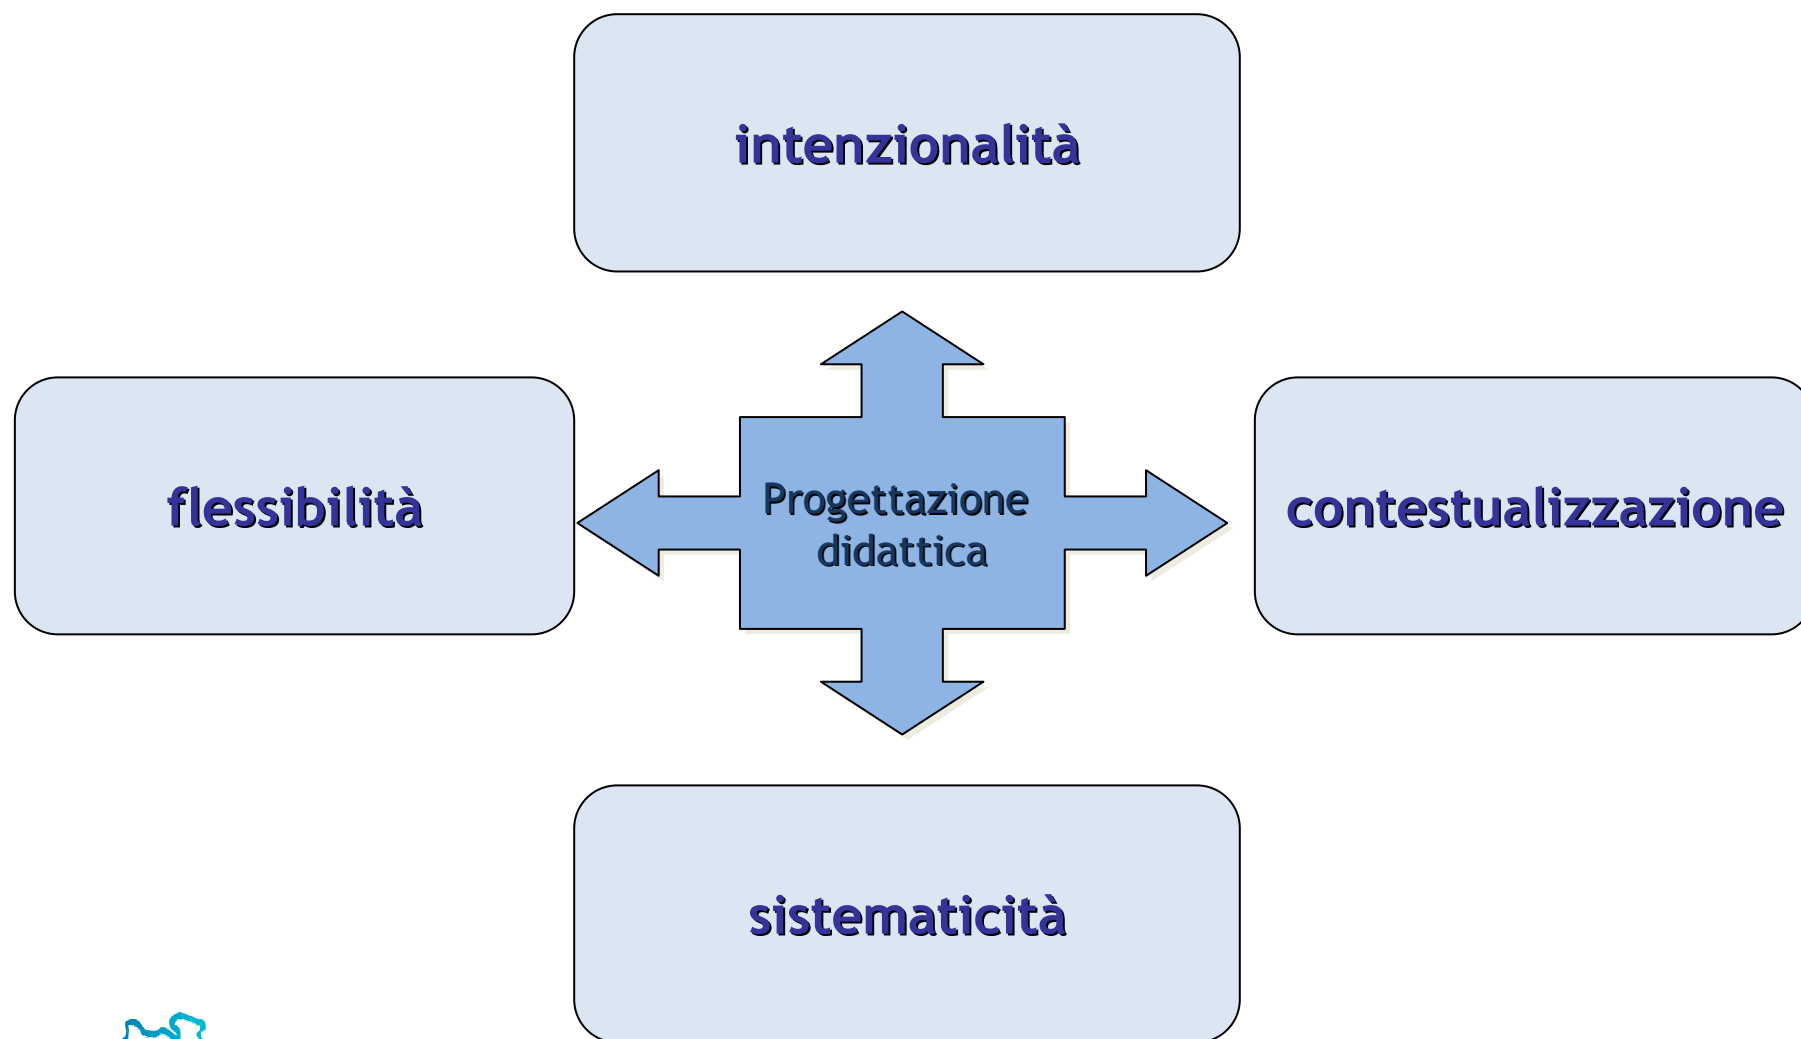 intenzionalità
flessibilità
Progettazione
didattica
contestualizzazione
sistematicità